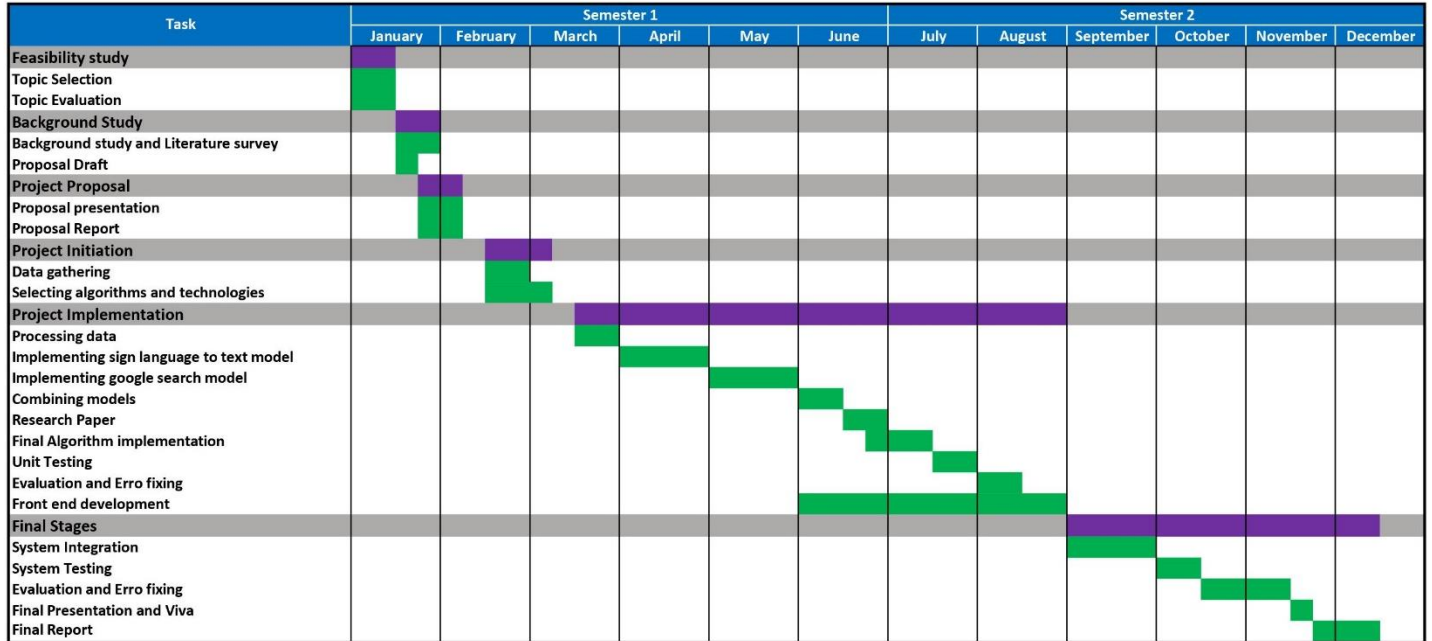 Task
Semester 1
Semester 2
January February March April May June July August September October November December
Feasibility study
Topic Selection
Topic Evaluation
Background Study
Background study and Literature survey
Proposal Draft
Project Proposal
Proposal presentation
Proposal Report
Project Initiation
Data gathering
Selecting algorithms and technologies
Project Implementation
Processing data
Implementing sign language to text model
Implementing google search model
Combining models
Research Paper
Final Algorithm implementation
Unit Testing
Evaluation and Erro fixing
Front end development
Final Stages
System Integration
System Testing
Evaluation and Erro fixing
Final Presentation and Viva
Final Report